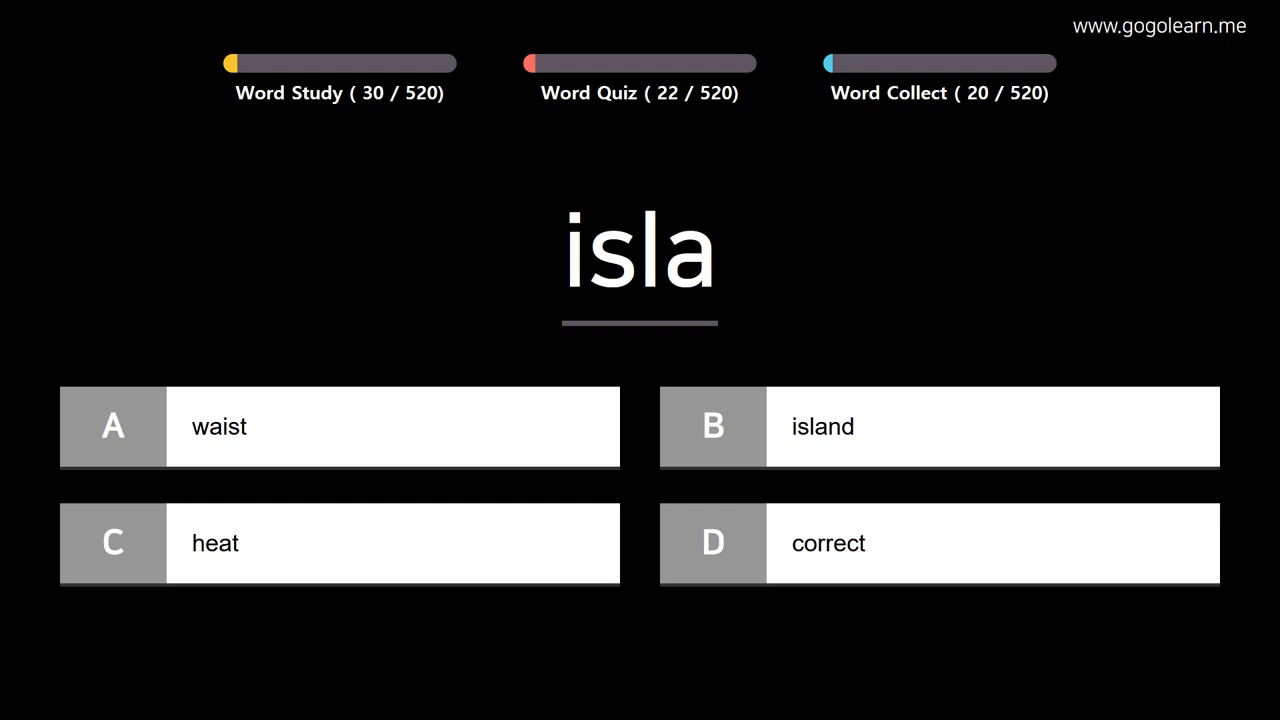 www.gogolearn.me
Word Study ( 30 / 520)
Word Quiz ( 22 / 520)
Word Collect ( 20 / 520)
isla
A waist
B island
C heat
D correct